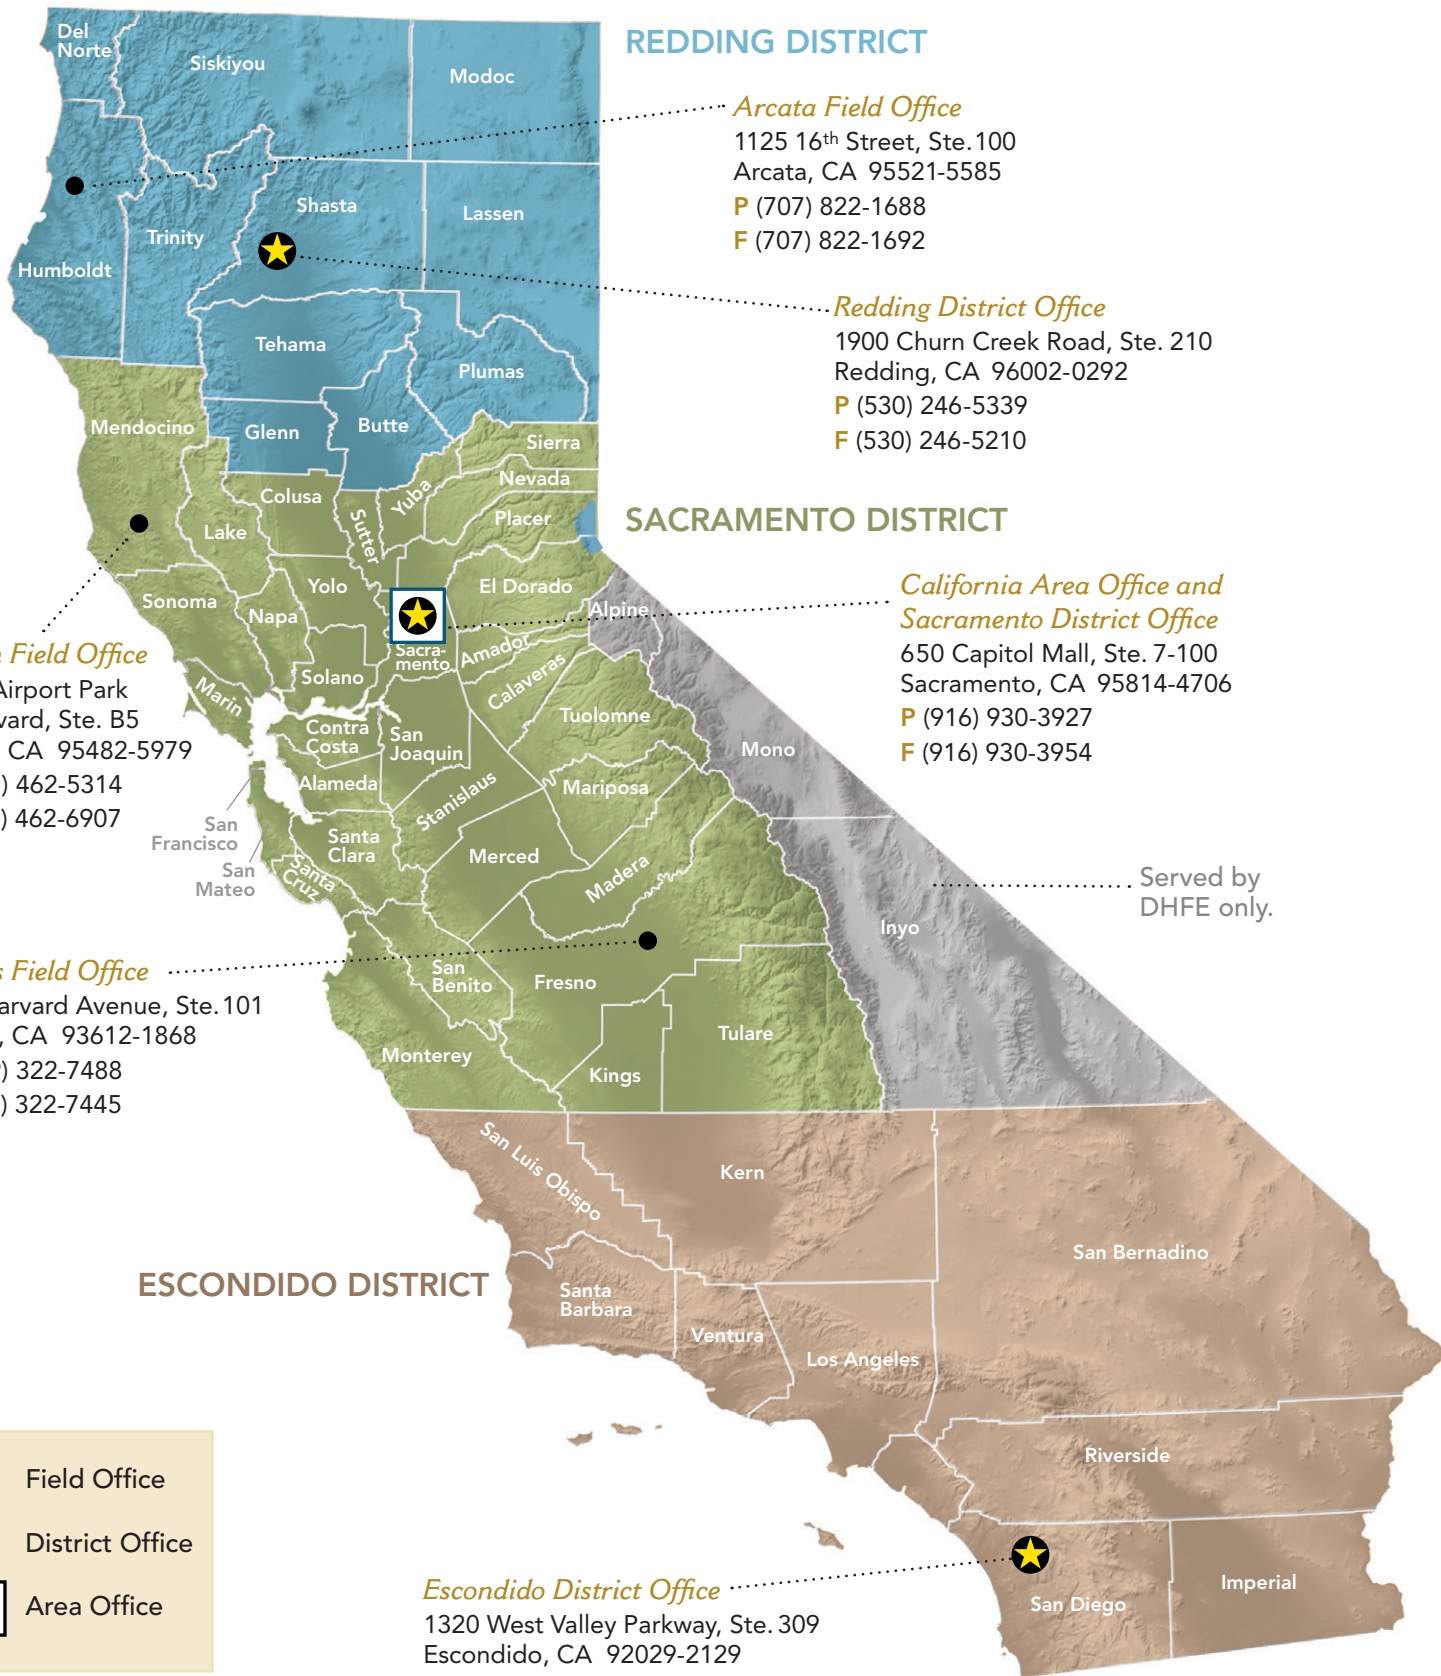 REDDING DISTRICT
Arcata Field Office
1125 16th Street, Ste. 100
Arcata, CA 95521-5585
P (707) 822-1688
F (707) 822-1692
Redding District Office
1900 Churn Creek Road, Ste. 210
Redding, CA 96002-0292
P (530) 246-5339
F (530) 246-5210
Del
Norte
Siskiyou
Modoc
Shasta
Lassen
Trinity
Humboldt
Tehama
Plumas
Butte
Glenn
SACRAMENTO DISTRICT
California Area Office and
Sacramento District Office
650 Capitol Mall, Ste. 7-100
Sacramento, CA 95814-4706
P (916) 930-3927
F (916) 930-3954
Mendocino
Sierra
Nevada
Colusa
Yuba
Sutter
Placer
Lake
Yolo
El Dorado
Sonoma
Napa
Alpine
Sacra-
mento
Amador
Solano
Calaveras
Marin
Tuolomne
Contra
Costa
San
Joaquin
Mono
Alameda
Stanislaus
Mariposa
San
Francisco
San
Mateo
Santa
Clara
Santa
Cruz
Merced
Madera
Field Office
Airport Park
Ste. B5
CA 95482-5979
) 462-5314
) 462-6907
Served by
DHFE only.
Inyo
San
Benito
Fresno
Tulare
Monterey
Kings
Field Office
Avenue, Ste. 101
, CA 93612-1868
) 322-7488
) 322-7445
San Luis Obispo
Kern
San Bernadino
ESCONDIDO DISTRICT
Santa
Barbara
Ventura
Los Angeles
Riverside
San Diego
Imperial
Escondido District Office
1320 West Valley Parkway, Ste. 309
Escondido, CA 92029-2129
Field Office
District Office
Area Office